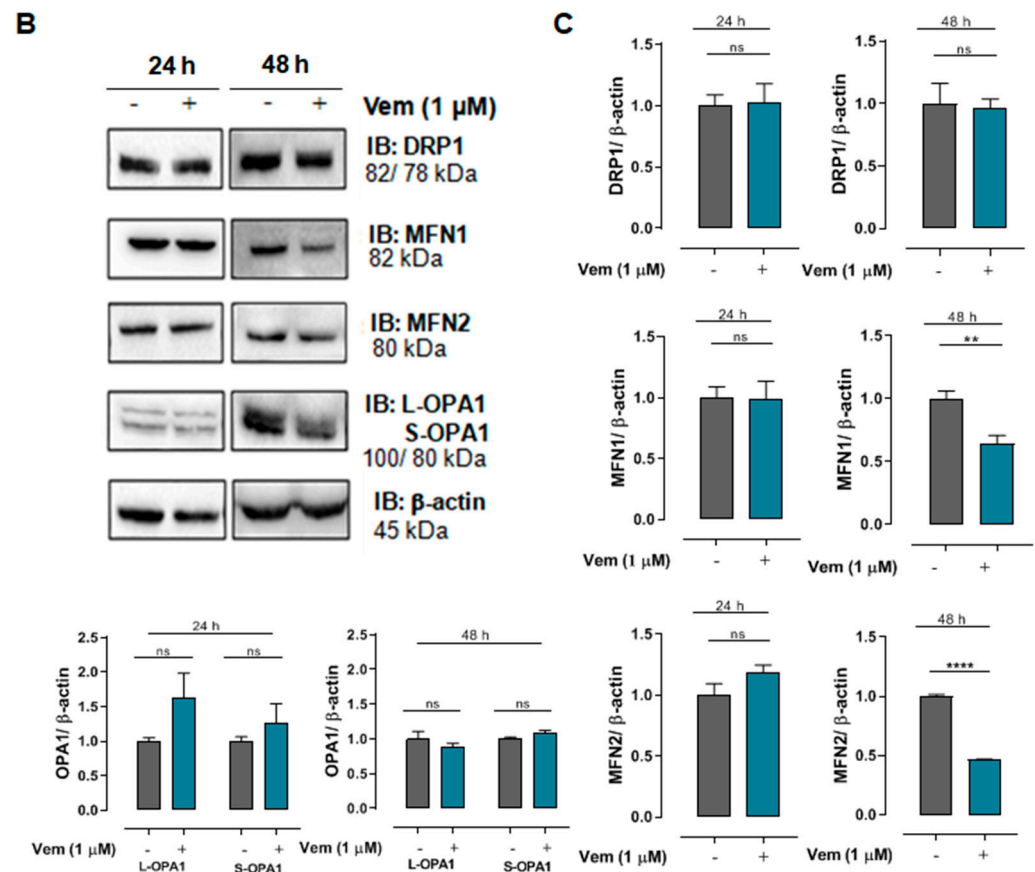 B
24 h 48 h
- + - + Vem (1 µM)
IB: DRP1
82/ 78 kDa
IB: MFN1
82 kDa
IB: MFN2
80 kDa
IB: L-OPA1
S-OPA1
100/ 80 kDa
IB: β-actin
45 kDa
C
24 h
ns
DRP1/ β-actin
1.5
1.0
0.5
0.0
Vem (1 µM) - +
48 h
ns
DRP1/ β-actin
1.5
1.0
0.5
0.0
Vem (1 µM) - +
24 h
ns
MFN1/ β-actin
1.5
1.0
0.5
0.0
Vem (1 µM) - +
48 h
**
MFN1/ β-actin
1.5
1.0
0.5
0.0
Vem (1 µM) - +
24 h
ns ns
OPA1/ β-actin
2.5
2.0
1.5
1.0
0.5
0.0
Vem (1 µM) - + - +
L-OPA1 S-OPA1
48 h
ns ns
OPA1/ β-actin
2.5
2.0
1.5
1.0
0.5
0.0
Vem (1 µM) - + - +
L-OPA1 S-OPA1
24 h
ns
MFN2/ β-actin
1.5
1.0
0.5
0.0
Vem (1 µM) - +
48 h
****
MFN2/ β-actin
1.5
1.0
0.5
0.0
Vem (1 µM) - +